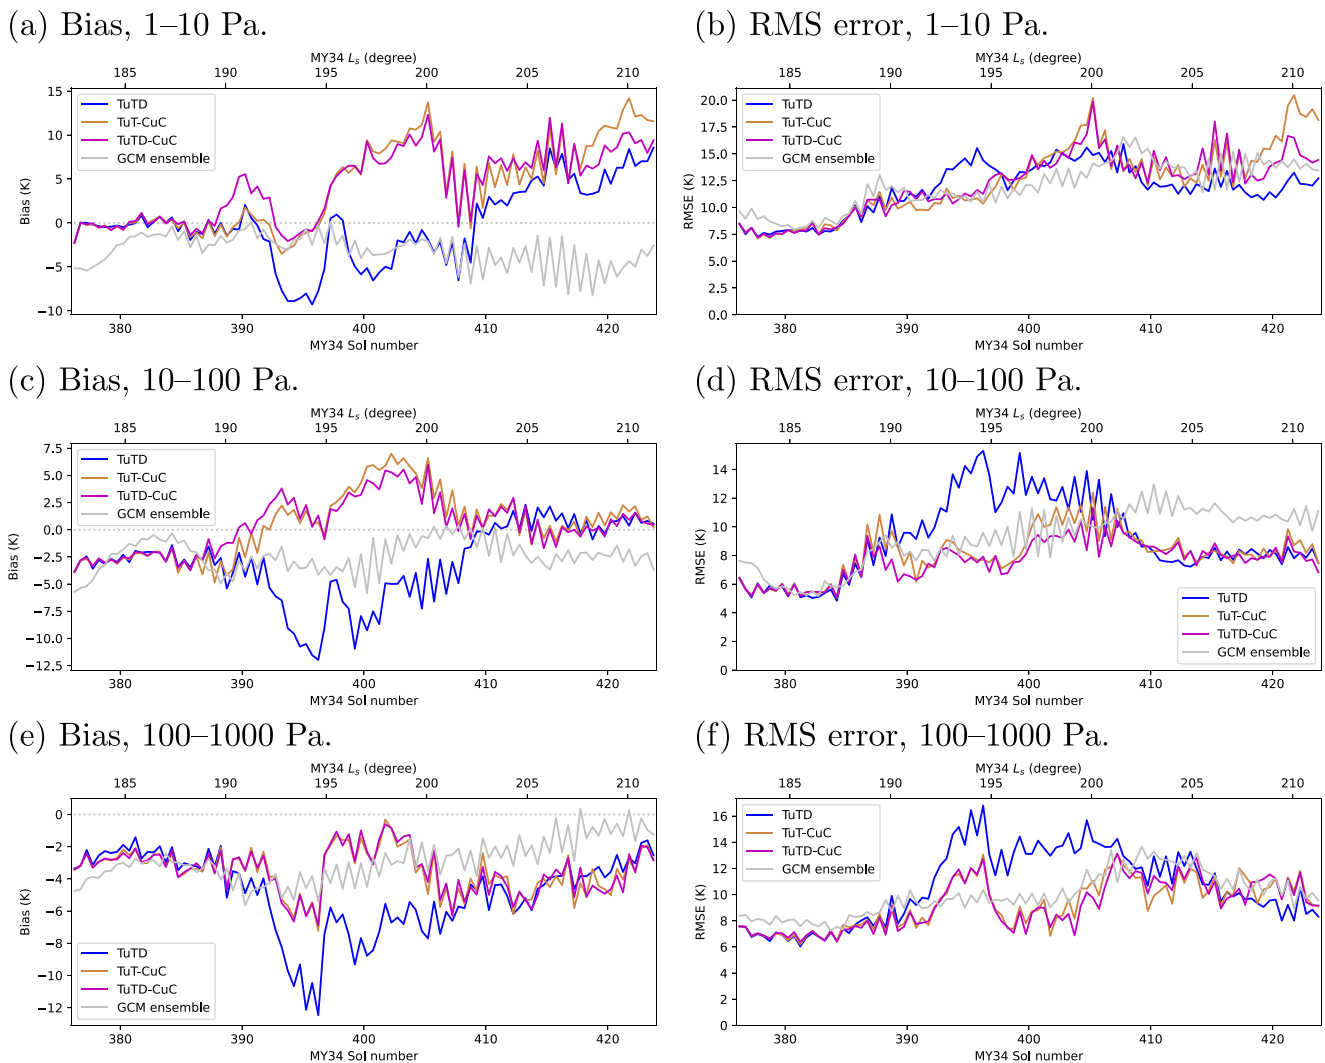 (a) Bias, 1–10 Pa.
MY34 Ls (degree)
185 190 195 200 205 210
15
10
5
0
−5
−10
Bias (K)
TuTD
TuT-CuC
TuTD-CuC
GCM ensemble
380 390 400 410 420
MY34 Sol number
(b) RMS error, 1–10 Pa.
MY34 Ls (degree)
185 190 195 200 205 210
20.0
17.5
15.0
12.5
10.0
7.5
5.0
2.5
0.0
RMSE (K)
TuTD
TuT-CuC
TuTD-CuC
GCM ensemble
380 390 400 410 420
MY34 Sol number
(c) Bias, 10–100 Pa.
MY34 Ls (degree)
185 190 195 200 205 210
7.5
5.0
2.5
0.0
−2.5
−5.0
−7.5
−10.0
−12.5
Bias (K)
TuTD
TuT-CuC
TuTD-CuC
GCM ensemble
380 390 400 410 420
MY34 Sol number
(d) RMS error, 10–100 Pa.
MY34 Ls (degree)
185 190 195 200 205 210
14
12
10
8
6
4
2
0
RMSE (K)
TuTD
TuT-CuC
TuTD-CuC
GCM ensemble
380 390 400 410 420
MY34 Sol number
(e) Bias, 100–1000 Pa.
MY34 Ls (degree)
185 190 195 200 205 210
0
−2
−4
−6
−8
−10
−12
Bias (K)
TuTD
TuT-CuC
TuTD-CuC
GCM ensemble
380 390 400 410 420
MY34 Sol number
(f) RMS error, 100–1000 Pa.
MY34 Ls (degree)
185 190 195 200 205 210
16
14
12
10
8
6
4
2
0
RMSE (K)
TuTD
TuT-CuC
TuTD-CuC
GCM ensemble
380 390 400 410 420
MY34 Sol number